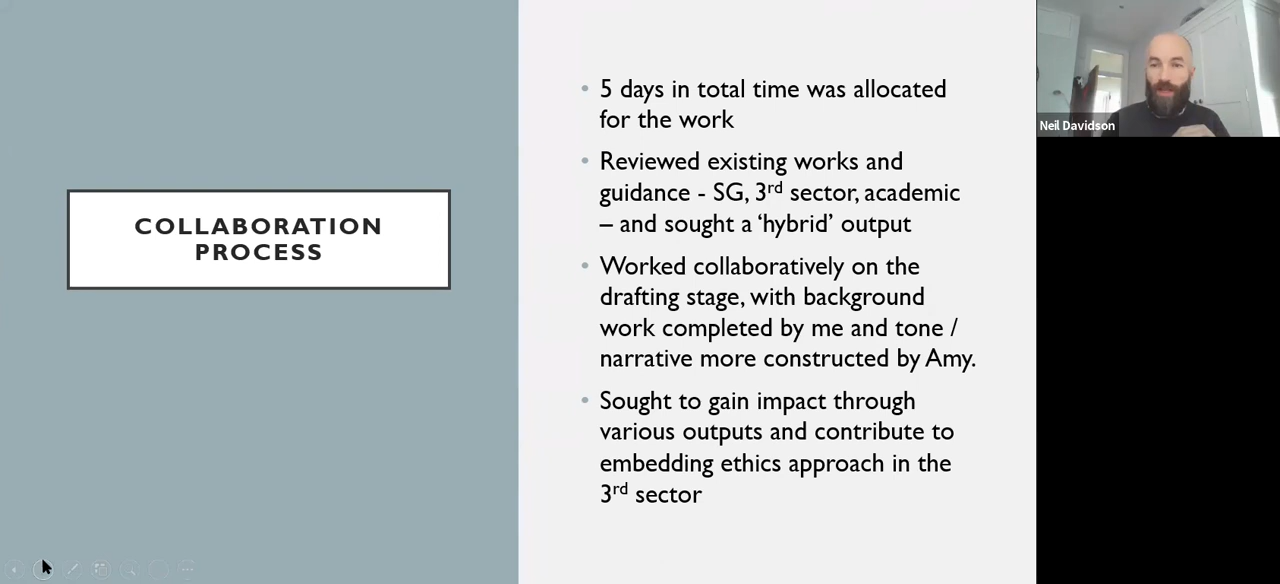 COLLABORATION
PROCESS
• 5 days in total time was allocated
for the work
• Reviewed existing works and
guidance - SG, 3rd sector, academic
– and sought a ‘hybrid’ output
• Worked collaboratively on the
drafting stage, with background
work completed by me and tone /
narrative more constructed by Amy.
• Sought to gain impact through
various outputs and contribute to
embedding ethics approach in the
3rd sector
Neil Davidson